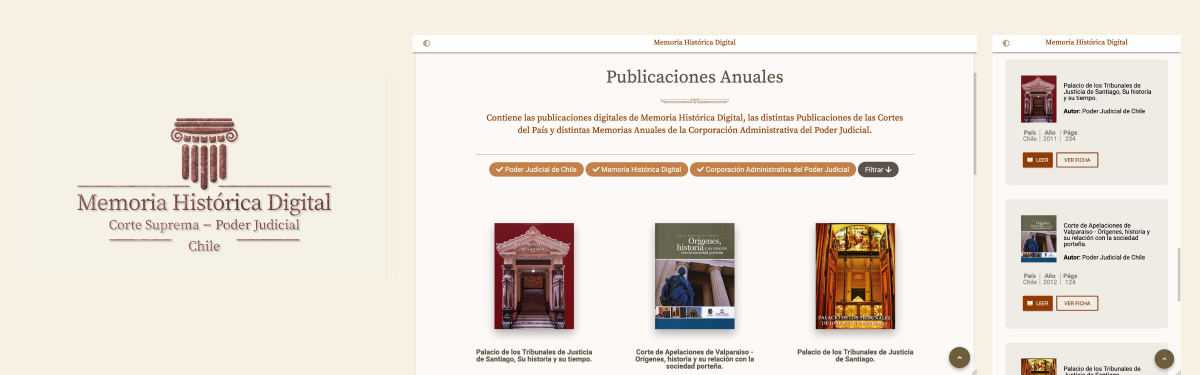 Memoria Histórica Digital
Corte Suprema – Poder Judicial
Chile
Memoria Histórica Digital
Publicaciones Anuales
Contiene las publicaciones digitales de Memoria Histórica Digital, las distintas Publicaciones de las Cortes
del País y distintas Memorias Anuales de la Corporación Administrativa del Poder Judicial.
Poder Judicial de Chile
Memoria Histórica Digital
Corporación Administrativa del Poder Judicial
Filtrar
Orígenes,
historia y su relación
con la sociedad porteña
PALACIO DE LOS TRIBUNALES
Palacio de los Tribunales de Justicia
de Santiago, Su historia y su tiempo.
Corte de Apelaciones de Valparaiso -
Orígenes, historia y su relación con la
sociedad porteña.
Palacio de los Tribunales de Justicia
de Santiago.
Memoria Histórica Digital
Palacio de los Tribunales de
Justicia de Santiago, Su historia
y su tiempo.
Autor: Poder Judicial de Chile
País Año Págs
Chile 2011 234
LEER VER FICHA
Corte de Apelaciones de
Valparaiso - Orígenes, historia y
su relación con la sociedad
porteña.
Autor: Poder Judicial de Chile
País Año Págs
Chile 2012 124
LEER VER FICHA
Palacio de los Tribunales de
Justicia de Santiago.